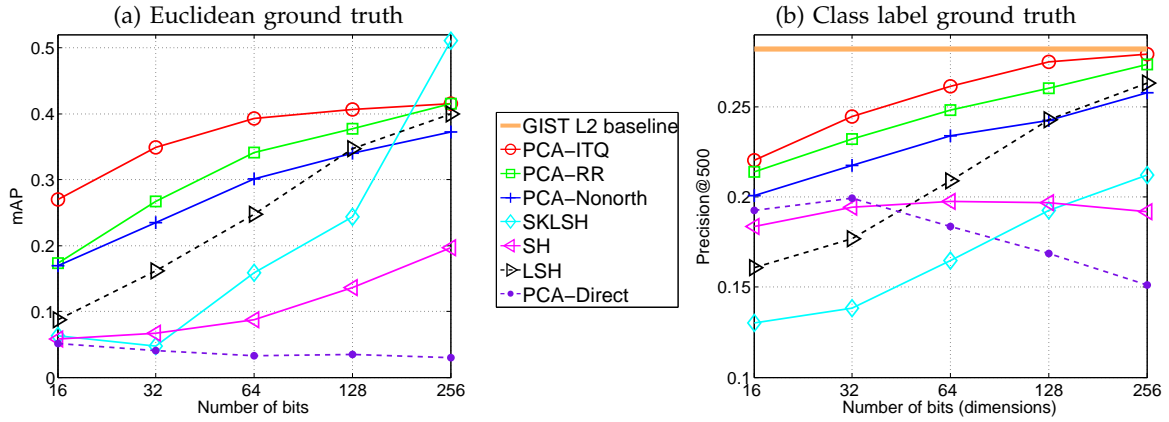 (a) Euclidean ground truth
0.5
0.4
0.3
0.2
0.1
0
mAP
16 32 64 128 256
Number of bits
GIST L2 baseline
PCA−ITQ
PCA−RR
PCA−Nonorth
SKLSH
SH
LSH
PCA−Direct
(b) Class label ground truth
0.25
0.2
0.15
0.1
Precision@500
16 32 64 128 256
Number of bits (dimensions)